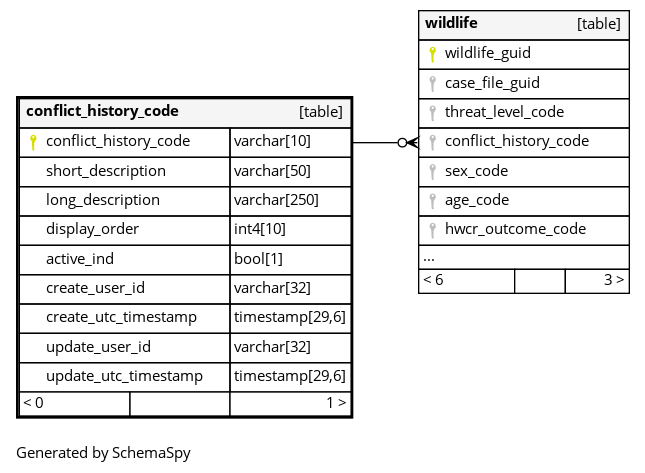 wildlife [table]
wildlife_guid
case_file_guid
threat_level_code
conflict_history_code
sex_code
age_code
hwcr_outcome_code
...
< 6 3 >
conflict_history_code [table]
conflict_history_code varchar[10]
short_description varchar[50]
long_description varchar[250]
display_order int4[10]
active_ind bool[1]
create_user_id varchar[32]
create_utc_timestamp timestamp[29,6]
update_user_id varchar[32]
update_utc_timestamp timestamp[29,6]
< 0 1 >
Generated by SchemaSpy